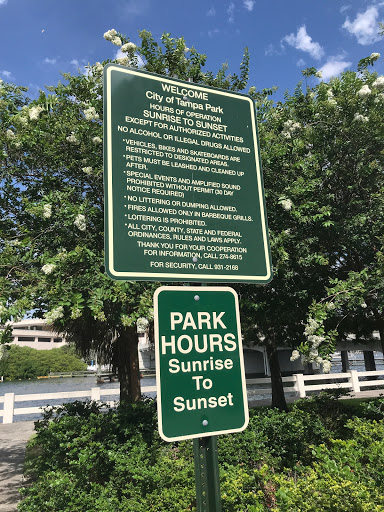 WELCOME
City of Tampa Park
HOURS OF OPERATION
SUNRISE TO SUNSET
EXCEPT FOR AUTHORIZED ACTIVITIES
NO ALCOHOL OR ILLEGAL DRUGS ALLOWED
*VEHICLES, BIKES AND SKATEBOARDS ARE
RESTRICTED TO DESIGNATED AREAS.
*PETS MUST BE LEASHED AND CLEANED UP
AFTER.
*SPECIAL EVENTS AND AMPLIFIED SOUND
PROHIBITED WITHOUT PERMIT (30 DAY
NOTICE REQUIRED)
*NO LITTERING OR DUMPING ALLOWED.
*FIRES ALLOWED ONLY IN BARBEQUE GRILLS.
*LOITERING IS PROHIBITED.
*ALL CITY, COUNTY, STATE AND FEDERAL
ORDINANCES, RULES AND LAWS APPLY.
THANK YOU FOR YOUR COOPERATION
FOR INFORMATION, CALL 274-8615
FOR SECURITY, CALL 931-2168
PARK
HOURS
Sunrise
To
Sunset